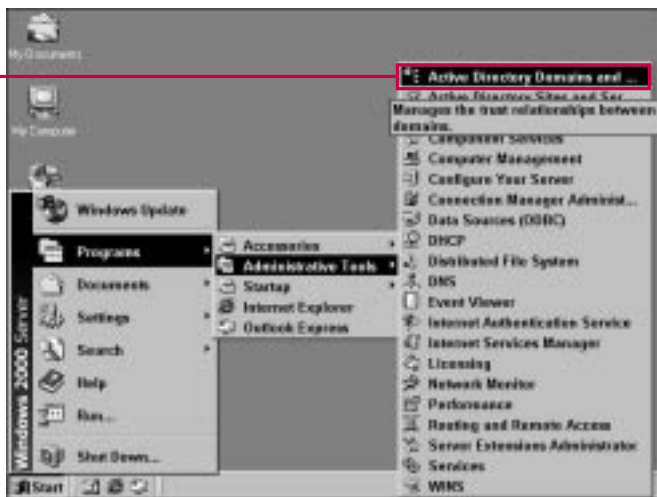 My Documents
My Computer
Windows Update
Programs
Documents
Settings
Search
Help
Run...
Shut Down...
Windows 2000 Server
Start
Accessories
Administrative Tools
Startup
Internet Explorer
Outlook Express
Active Directory Domains and ...
Active Directory Sites and Ser
Manages the trust relationships between
domains.
Component Services
Computer Management
Configure Your Server
Connection Manager Administ...
Data Sources (ODBC)
DHCP
Distributed File System
DNS
Event Viewer
Internet Authentication Service
Internet Services Manager
Licensing
Network Monitor
Performance
Routing and Remote Access
Server Extensions Administrator
Services
WINS